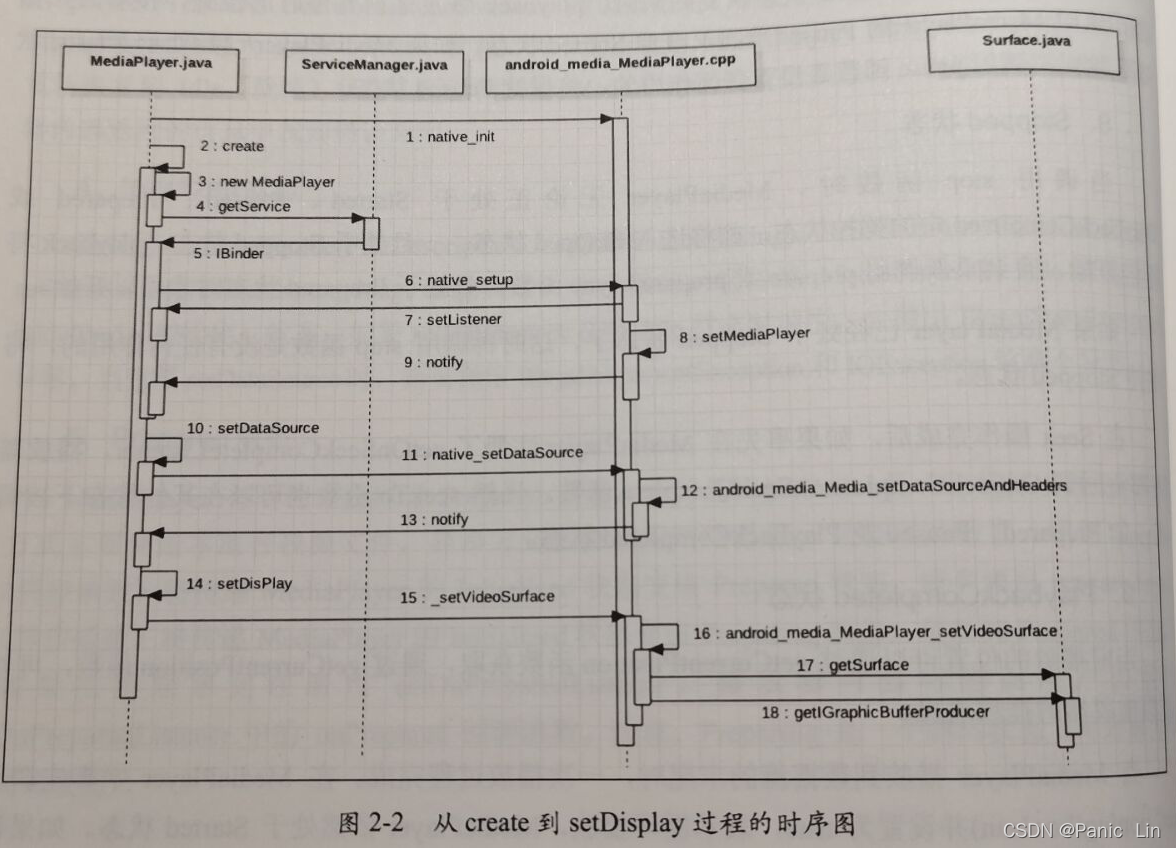 MediaPlayer.java
ServiceManager.java
android_media_MediaPlayer.cpp
Surface.java
1 : native_init
2 : create
3 : new MediaPlayer
4 : getService
5 : IBinder
6 : native_setup
7 : setListener
8 : setMediaPlayer
9 : notify
10 : setDataSource
11 : native_setDataSource
12 : android_media_Media_setDataSourceAndHeaders
13 : notify
14 : setDisPlay
15 : _setVideoSurface
16 : android_media_MediaPlayer_setVideoSurface
17 : getSurface
18 : getIGraphicBufferProducer
图 2-2 从 create 到 setDisplay 过程的时序图
CSDN @Panic Lin